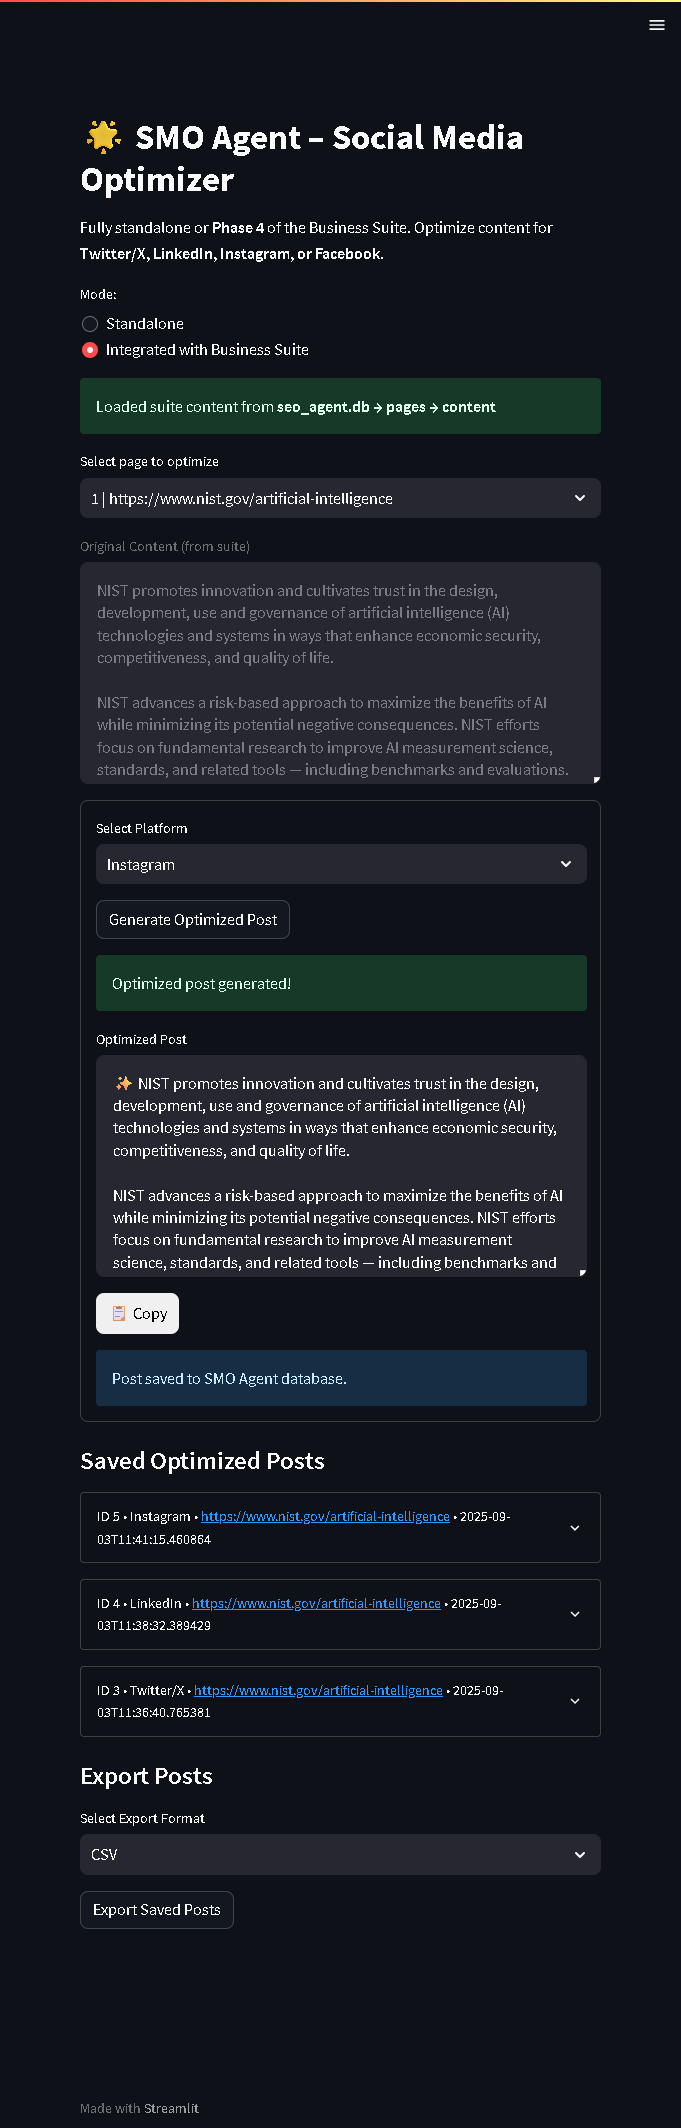 🌟 SMO Agent – Social Media
Optimizer
Fully standalone or Phase 4 of the Business Suite. Optimize content for
Twitter/X, LinkedIn, Instagram, or Facebook.
Mode:
Standalone
Integrated with Business Suite
Loaded suite content from seo_agent.db → pages → content
Select page to optimize
1 | https://www.nist.gov/artificial-intelligence
Original Content (from suite)
NIST promotes innovation and cultivates trust in the design,
development, use and governance of artificial intelligence (AI)
technologies and systems in ways that enhance economic security,
competitiveness, and quality of life.
NIST advances a risk-based approach to maximize the benefits of AI
while minimizing its potential negative consequences. NIST efforts
focus on fundamental research to improve AI measurement science,
standards, and related tools — including benchmarks and evaluations.
Select Platform
Instagram
Generate Optimized Post
Optimized post generated!
Optimized Post
✨ NIST promotes innovation and cultivates trust in the design,
development, use and governance of artificial intelligence (AI)
technologies and systems in ways that enhance economic security,
competitiveness, and quality of life.
NIST advances a risk-based approach to maximize the benefits of AI
while minimizing its potential negative consequences. NIST efforts
focus on fundamental research to improve AI measurement
science, standards, and related tools — including benchmarks and
📋 Copy
Post saved to SMO Agent database.
Saved Optimized Posts
ID 5 • Instagram • https://www.nist.gov/artificial-intelligence • 2025-09-
03T11:41:15.460864
ID 4 • LinkedIn • https://www.nist.gov/artificial-intelligence • 2025-09-
03T11:38:32.389429
ID 3 • Twitter/X • https://www.nist.gov/artificial-intelligence • 2025-09-
03T11:36:40.765381
Export Posts
Select Export Format
CSV
Export Saved Posts
Made with Streamlit